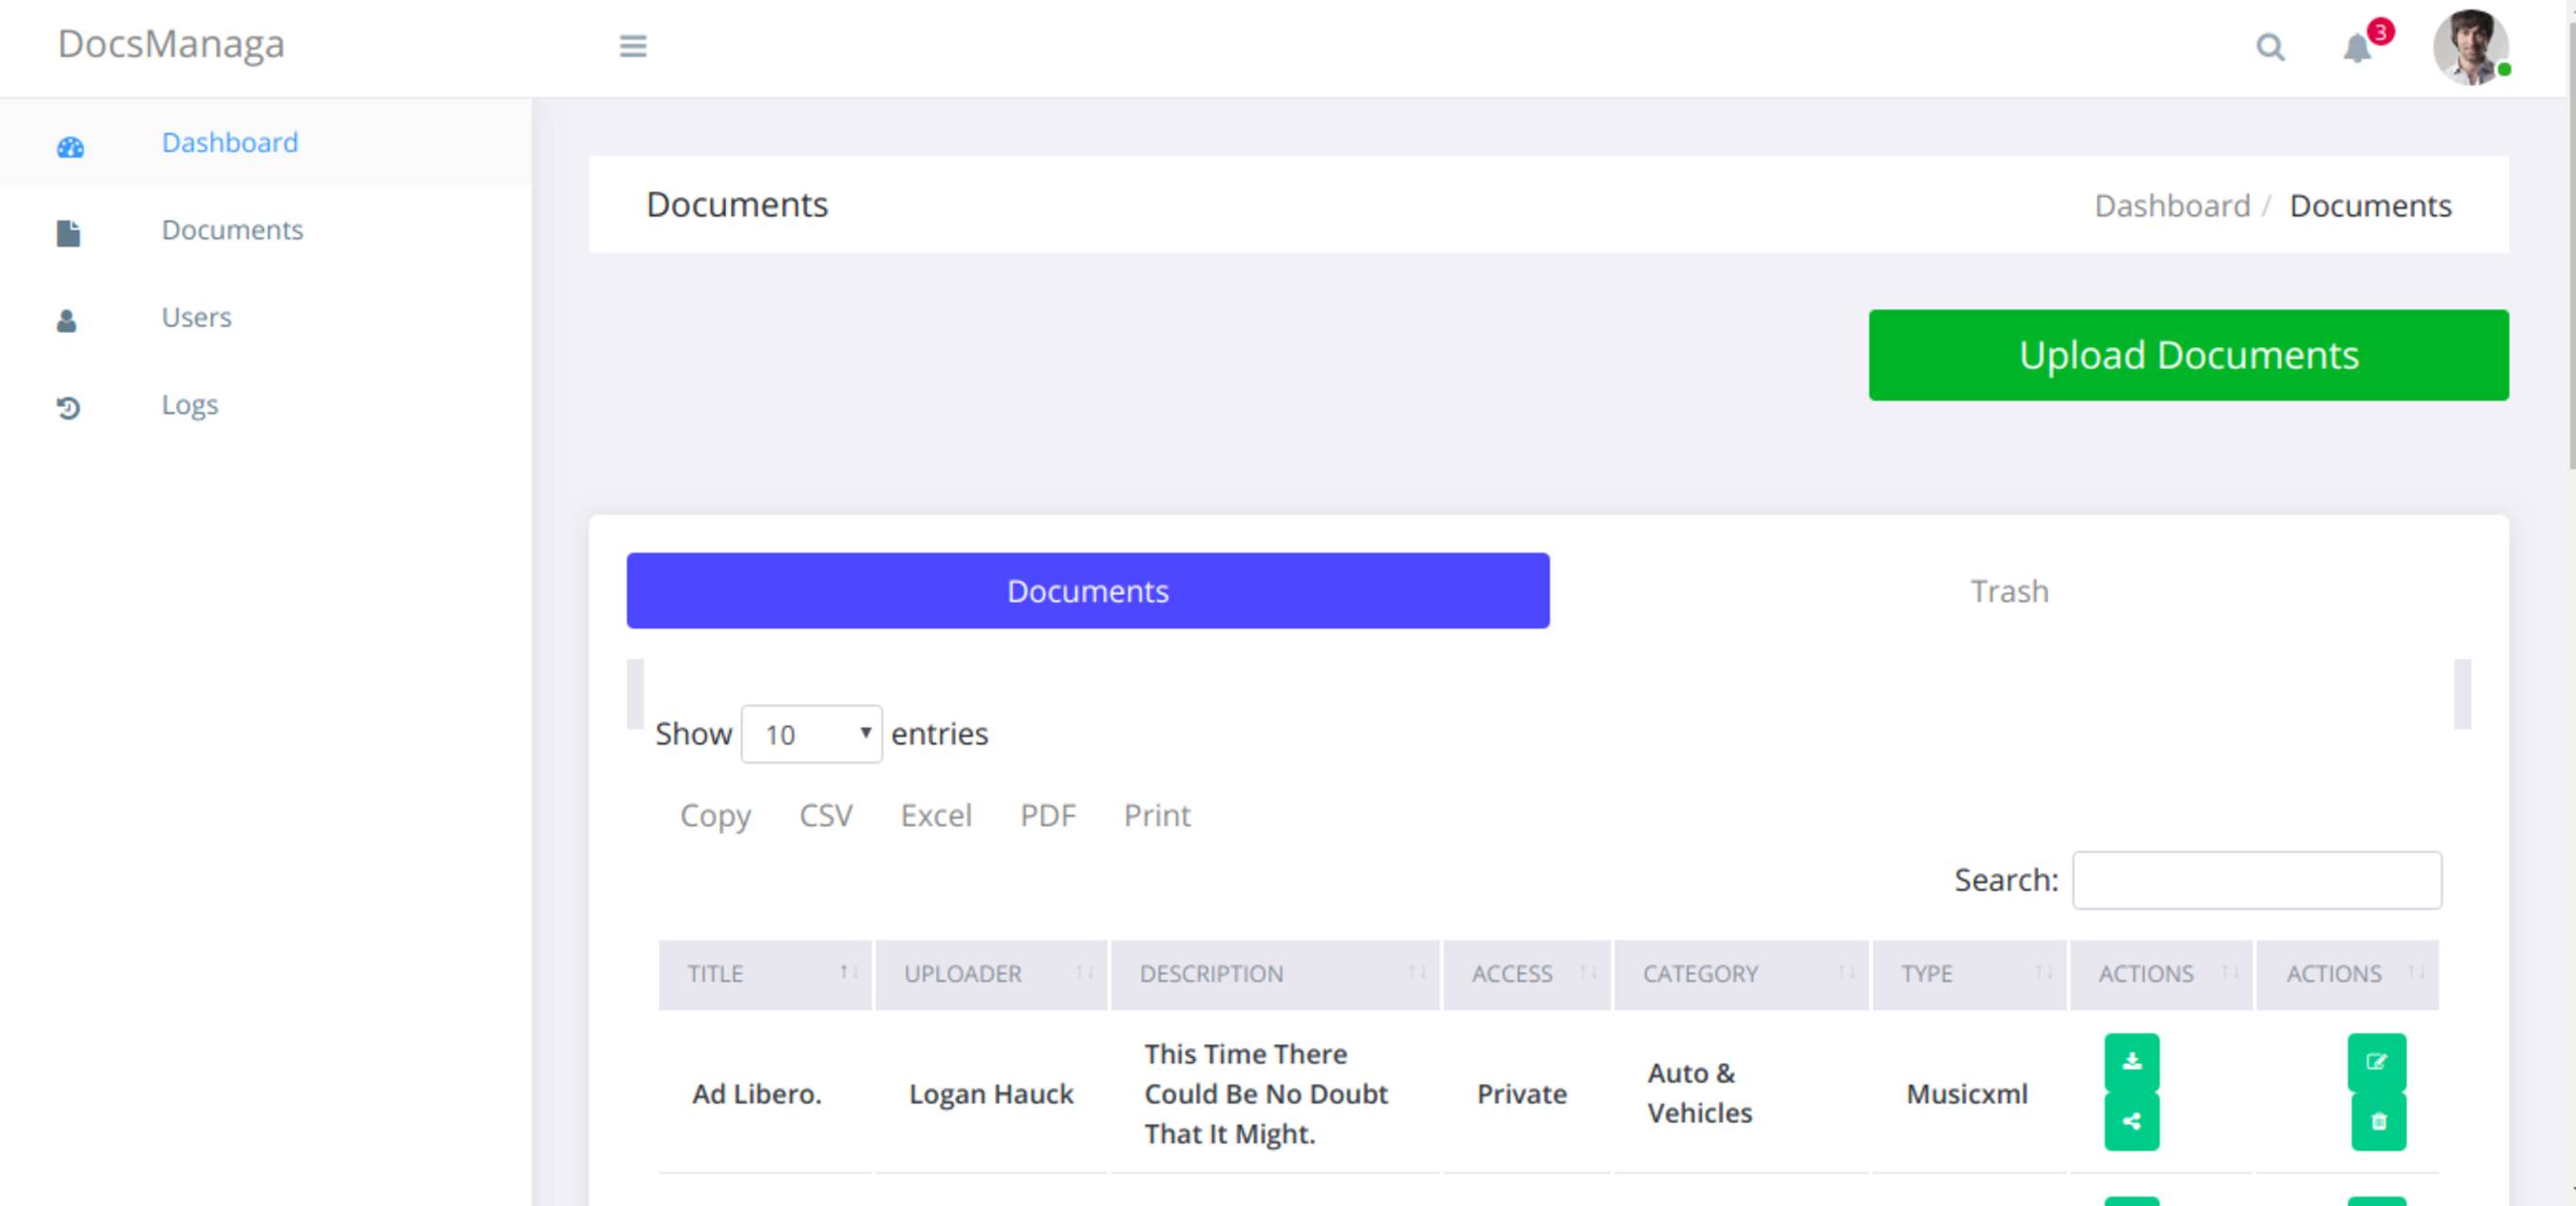 DocsManaga
3
Dashboard
Documents
Users
Logs
Documents
Dashboard / Documents
Upload Documents
Documents
Trash
Show 10 entries
Copy CSV Excel PDF Print
Search:
TITLE UPLOADER DESCRIPTION ACCESS CATEGORY TYPE ACTIONS ACTIONS
Ad Libero. Logan Hauck This Time There Could Be No Doubt That It Might. Private Auto & Vehicles Musicxml